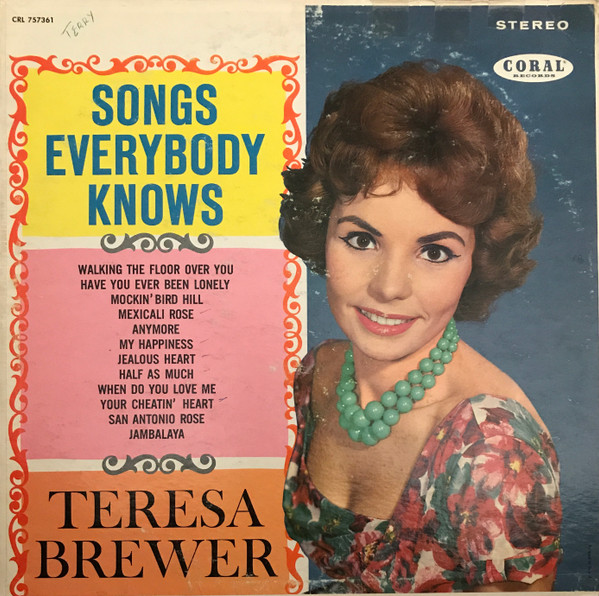 CRL 757361
TERRY
STEREO
CORAL
RECORDS
SONGS
EVERYBODY
KNOWS
WALKING THE FLOOR OVER YOU
HAVE YOU EVER BEEN LONELY
MOCKIN' BIRD HILL
MEXICALI ROSE
ANYMORE
MY HAPPINESS
JEALOUS HEART
HALF AS MUCH
WHEN DO YOU LOVE ME
YOUR CHEATIN' HEART
SAN ANTONIO ROSE
JAMBALAYA
TERESA
BREWER